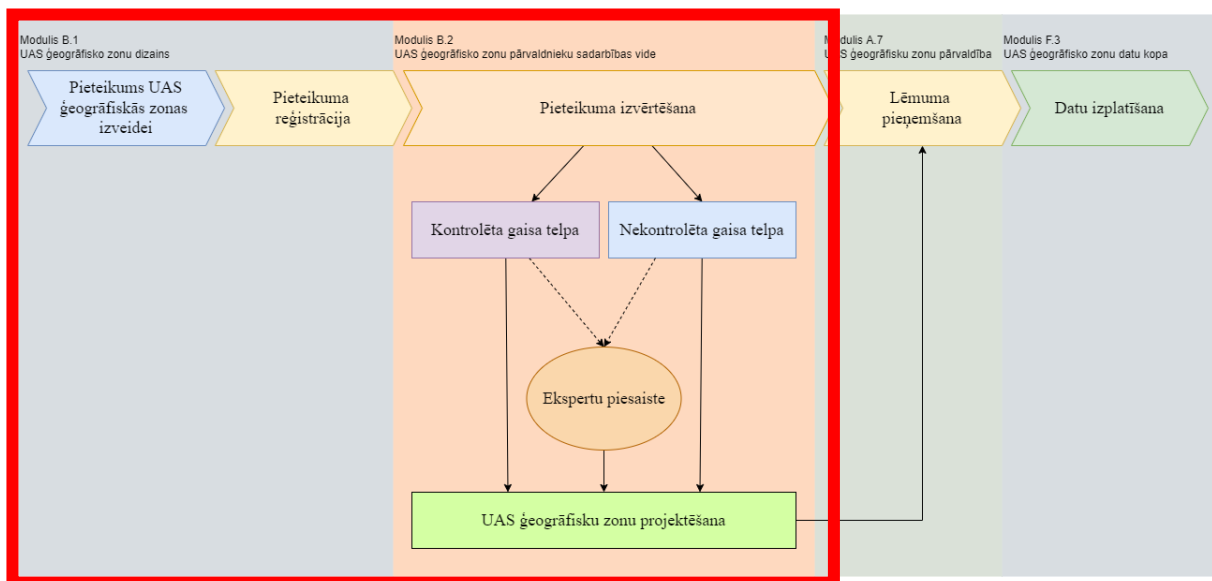 Modulis B.1
UAS ģeogrāfisko zonu dizains
Modulis B.2
UAS ģeogrāfisko zonu pārvaldnieku sadarbības vide
Modulis A.7
UAS ģeogrāfisku zonu pārvaldība
Modulis F.3
UAS ģeogrāfisko zonu datu kopa
Pieteikums UAS
ģeogrāfiskās zonas
izveidei
Pieteikuma
reģistrācija
Pieteikuma izvērtēšana
Lēmuma
pieņemšana
Datu izplatīšana
Kontrolēta gaisa telpa
Nekontrolēta gaisa telpa
Ekspertu piesaiste
UAS ģeogrāfisku zonu projektēšana